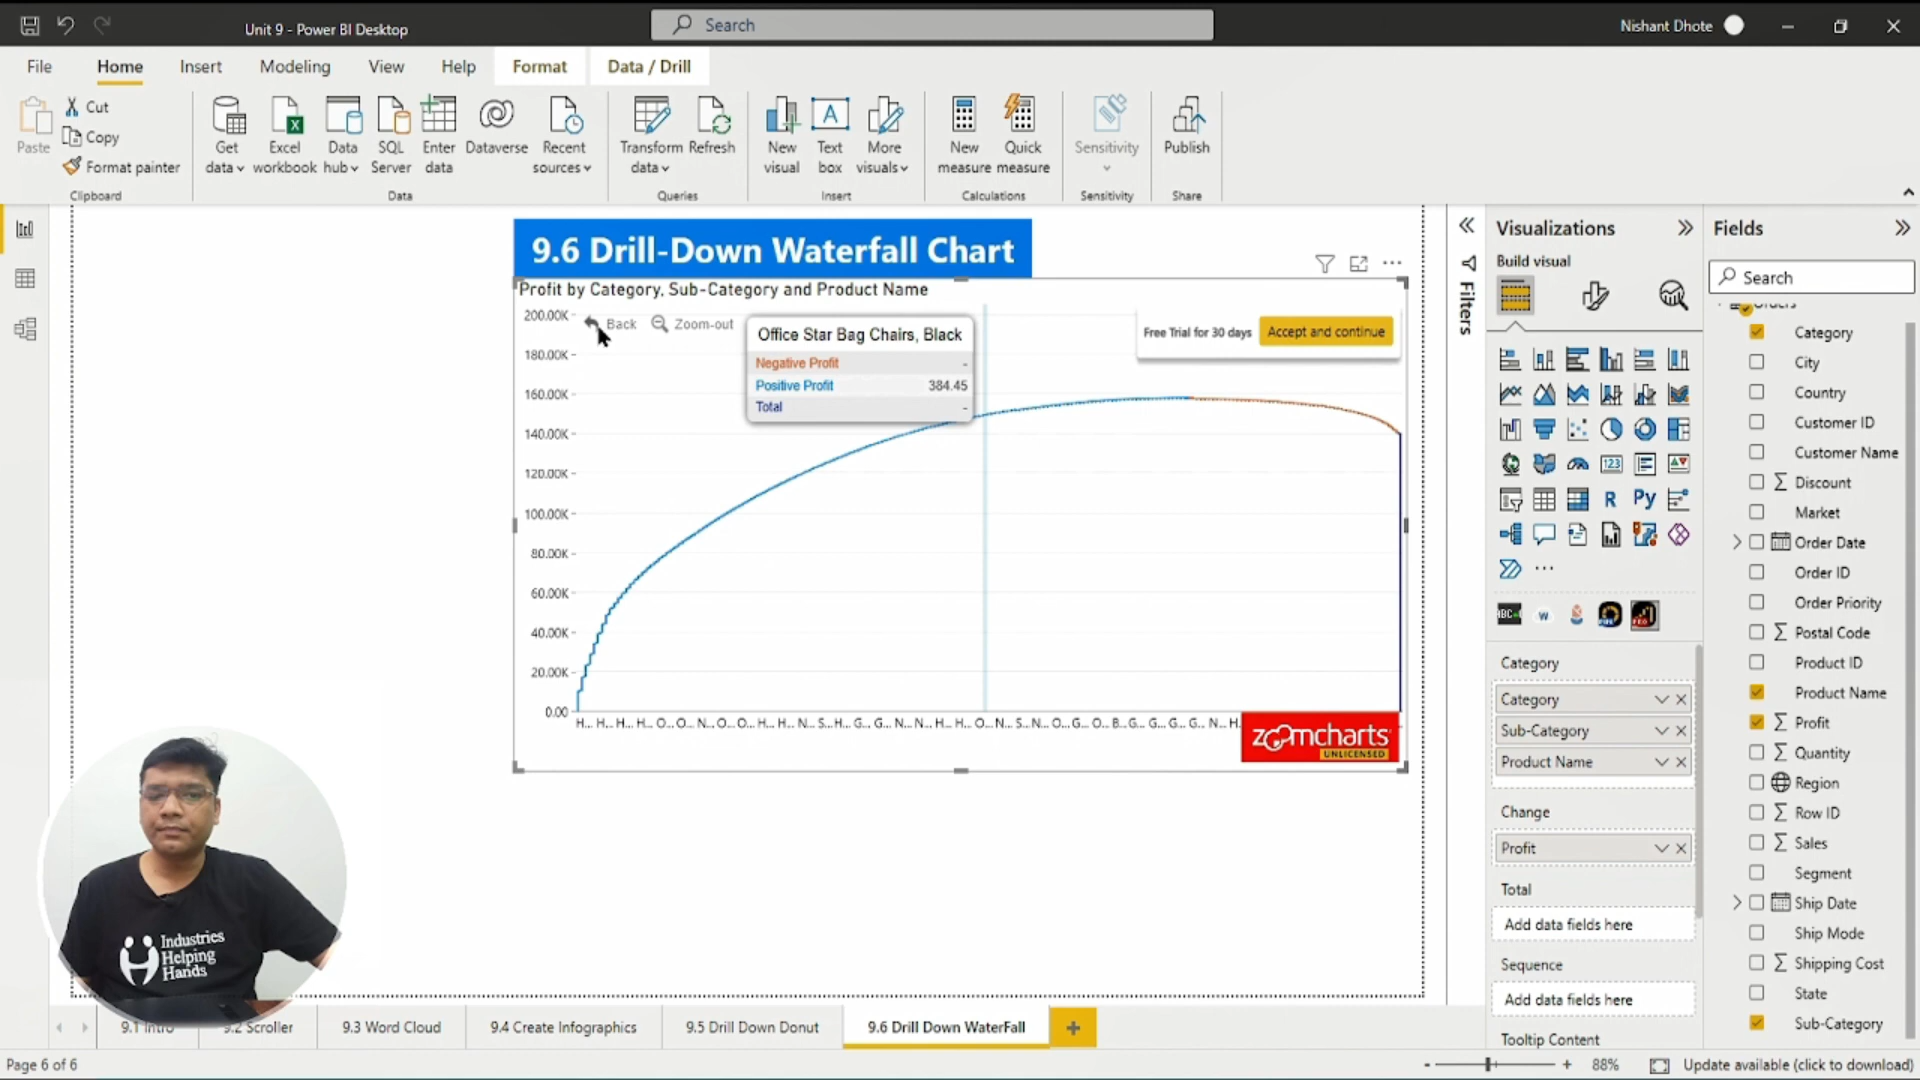 Unit 9 - Power BI Desktop
Search
Nishant Dhote
File
Home
Insert
Modeling
View
Help
Format
Data / Drill
Paste
Cut
Copy
Format painter
Clipboard
Get data
Excel workbook
Data hub
SQL Server
Enter data
Dataverse
Recent sources
Data
Transform data
Refresh
Queries
New visual
Text box
More visuals
Insert
New measure
Quick measure
Calculations
Sensitivity
Sensitivity
Publish
Share
9.6 Drill-Down Waterfall Chart
Profit by Category, Sub-Category and Product Name
Back
Zoom-out
Office Star Bag Chairs, Black
Negative Profit -
Positive Profit 384.45
Total -
Free Trial for 30 days
Accept and continue
200.00K
180.00K
160.00K
140.00K
120.00K
100.00K
80.00K
60.00K
40.00K
20.00K
0.00
H... H... H... H... O... O... N... O... O... H... H... N... S... H... G... G... N... N... H... H... O... N... S... N... O... G... O... B... G... G... G... N... H...
zoomcharts
UNLICENSED
Industries
Helping
Hands
Filters
Visualizations
Build visual
Category
Category
Sub-Category
Product Name
Change
Profit
Total
Add data fields here
Sequence
Add data fields here
Tooltip Content
Fields
Search
Category
City
Country
Customer ID
Customer Name
Discount
Market
Order Date
Order ID
Order Priority
Postal Code
Product ID
Product Name
Profit
Quantity
Region
Row ID
Sales
Segment
Ship Date
Ship Mode
Shipping Cost
State
Sub-Category
9.1 Intro
9.2 Scroller
9.3 Word Cloud
9.4 Create Infographics
9.5 Drill Down Donut
9.6 Drill Down WaterFall
Page 6 of 6
88%
Update available (click to download)